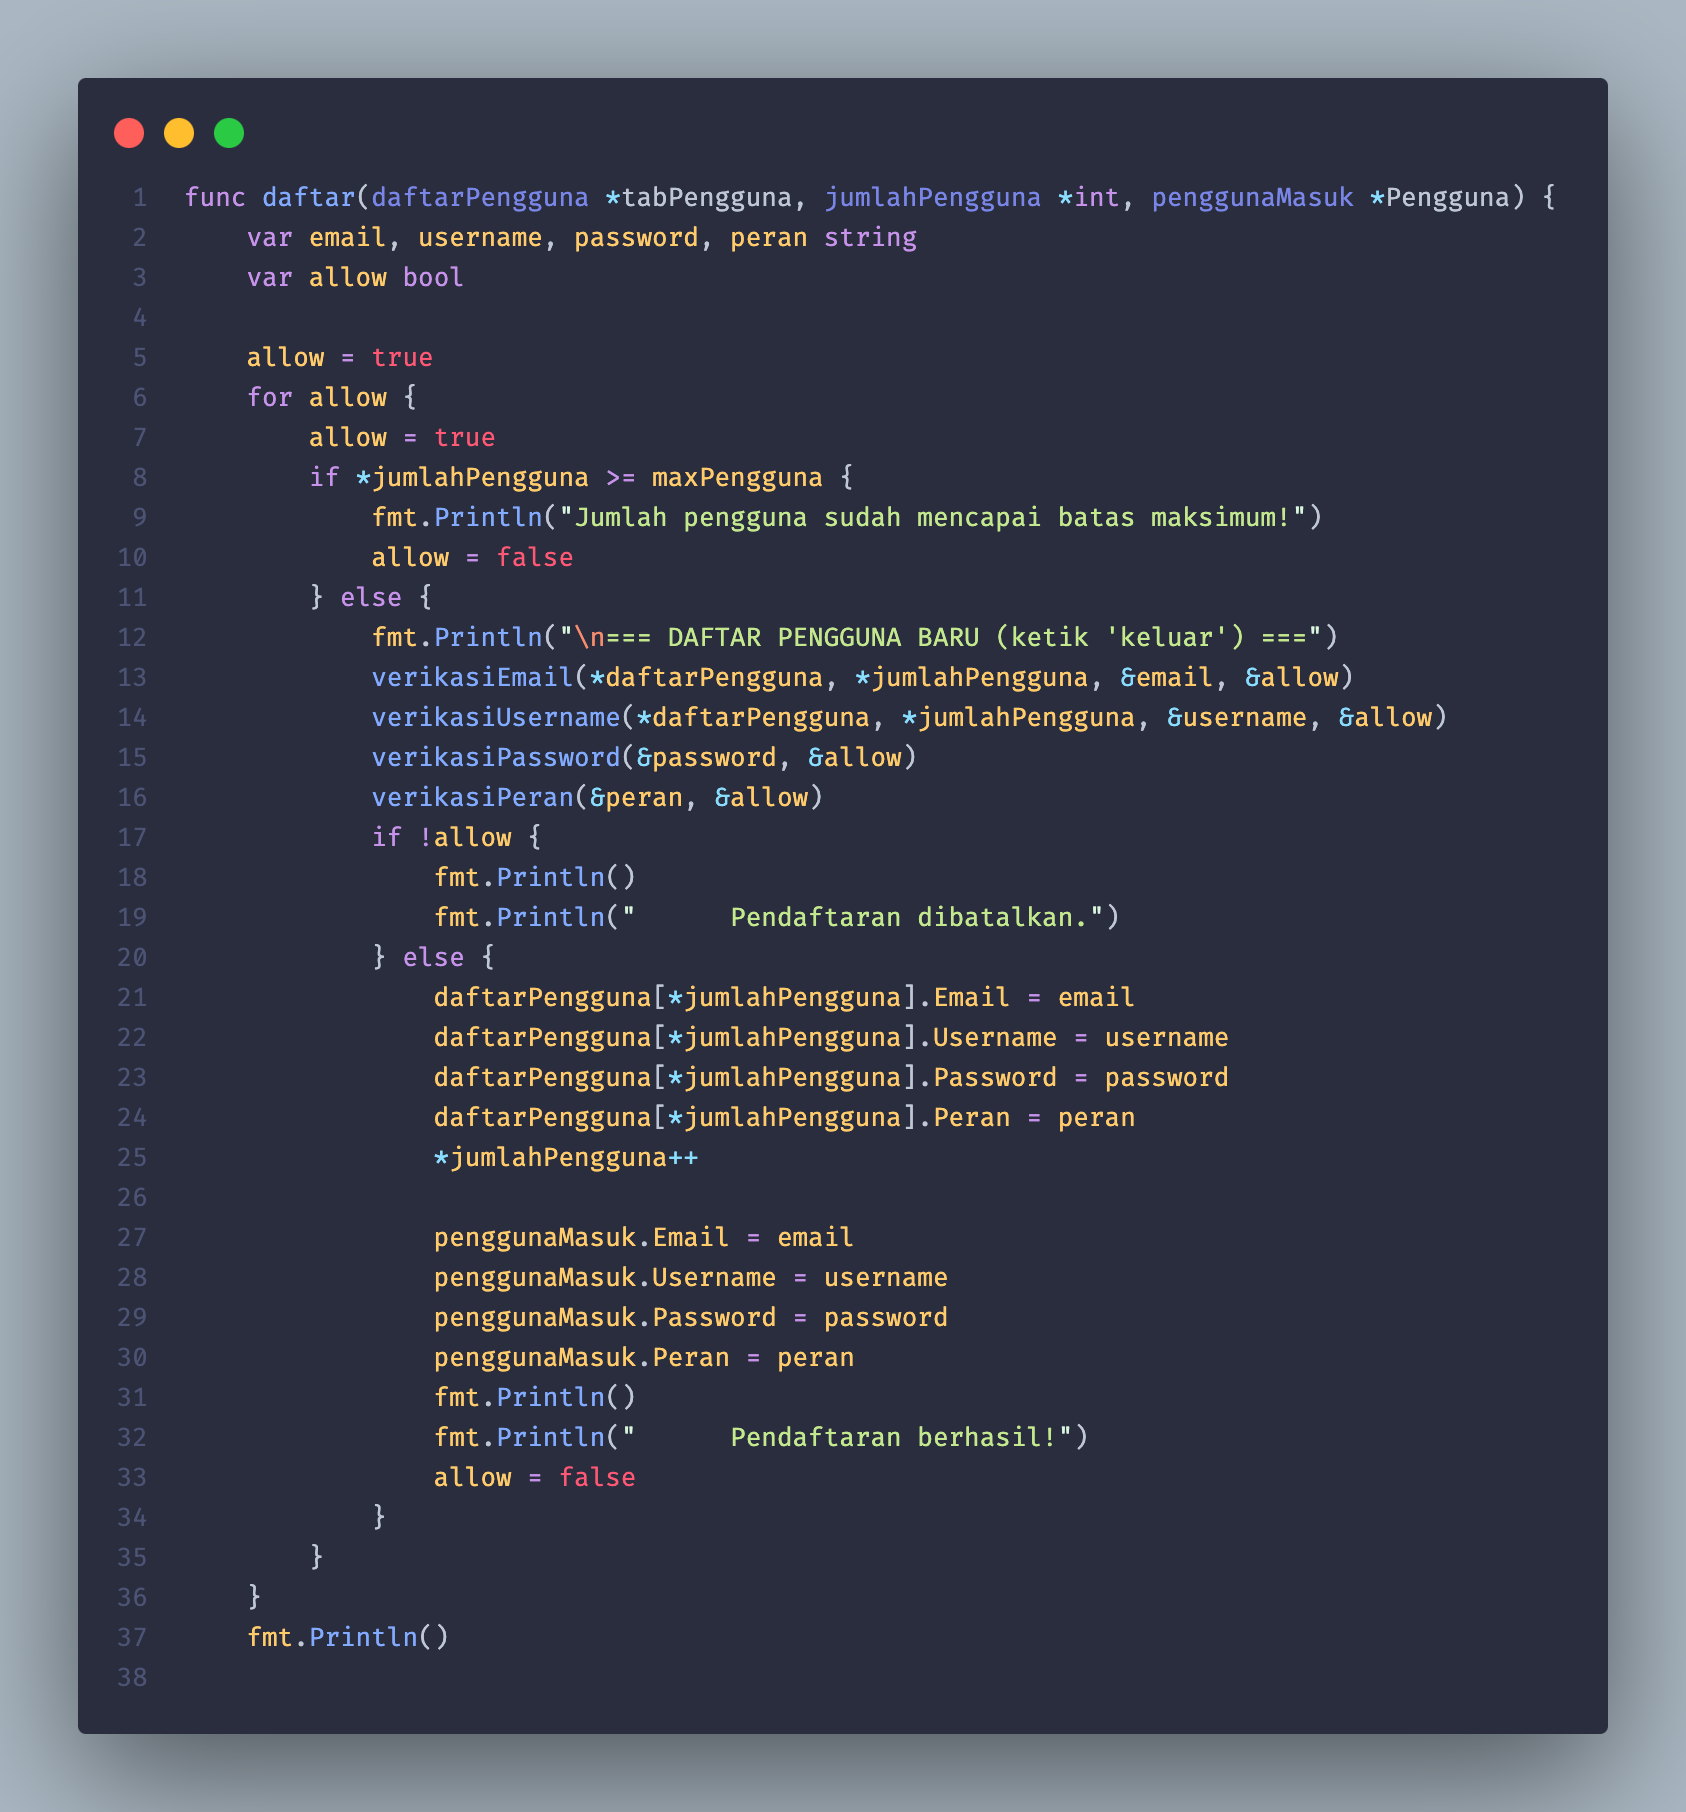 1 func daftar(daftarPengguna *tabPengguna, jumlahPengguna *int, penggunaMasuk *Pengguna) {
2     var email, username, password, peran string
3     var allow bool
4
5     allow = true
6     for allow {
7         allow = true
8         if *jumlahPengguna >= maxPengguna {
9             fmt.Println("Jumlah pengguna sudah mencapai batas maksimum!")
10             allow = false
11         } else {
12             fmt.Println("\n=== DAFTAR PENGGUNA BARU (ketik 'keluar') ===")
13             verikasiEmail(*daftarPengguna, *jumlahPengguna, &email, &allow)
14             verikasiUsername(*daftarPengguna, *jumlahPengguna, &username, &allow)
15             verikasiPassword(&password, &allow)
16             verikasiPeran(&peran, &allow)
17             if !allow {
18                 fmt.Println()
19                 fmt.Println("      Pendaftaran dibatalkan.")
20             } else {
21                 daftarPengguna[*jumlahPengguna].Email = email
22                 daftarPengguna[*jumlahPengguna].Username = username
23                 daftarPengguna[*jumlahPengguna].Password = password
24                 daftarPengguna[*jumlahPengguna].Peran = peran
25                 *jumlahPengguna++
26
27                 penggunaMasuk.Email = email
28                 penggunaMasuk.Username = username
29                 penggunaMasuk.Password = password
30                 penggunaMasuk.Peran = peran
31                 fmt.Println()
32                 fmt.Println("      Pendaftaran berhasil!")
33                 allow = false
34             }
35         }
36     }
37     fmt.Println()
38